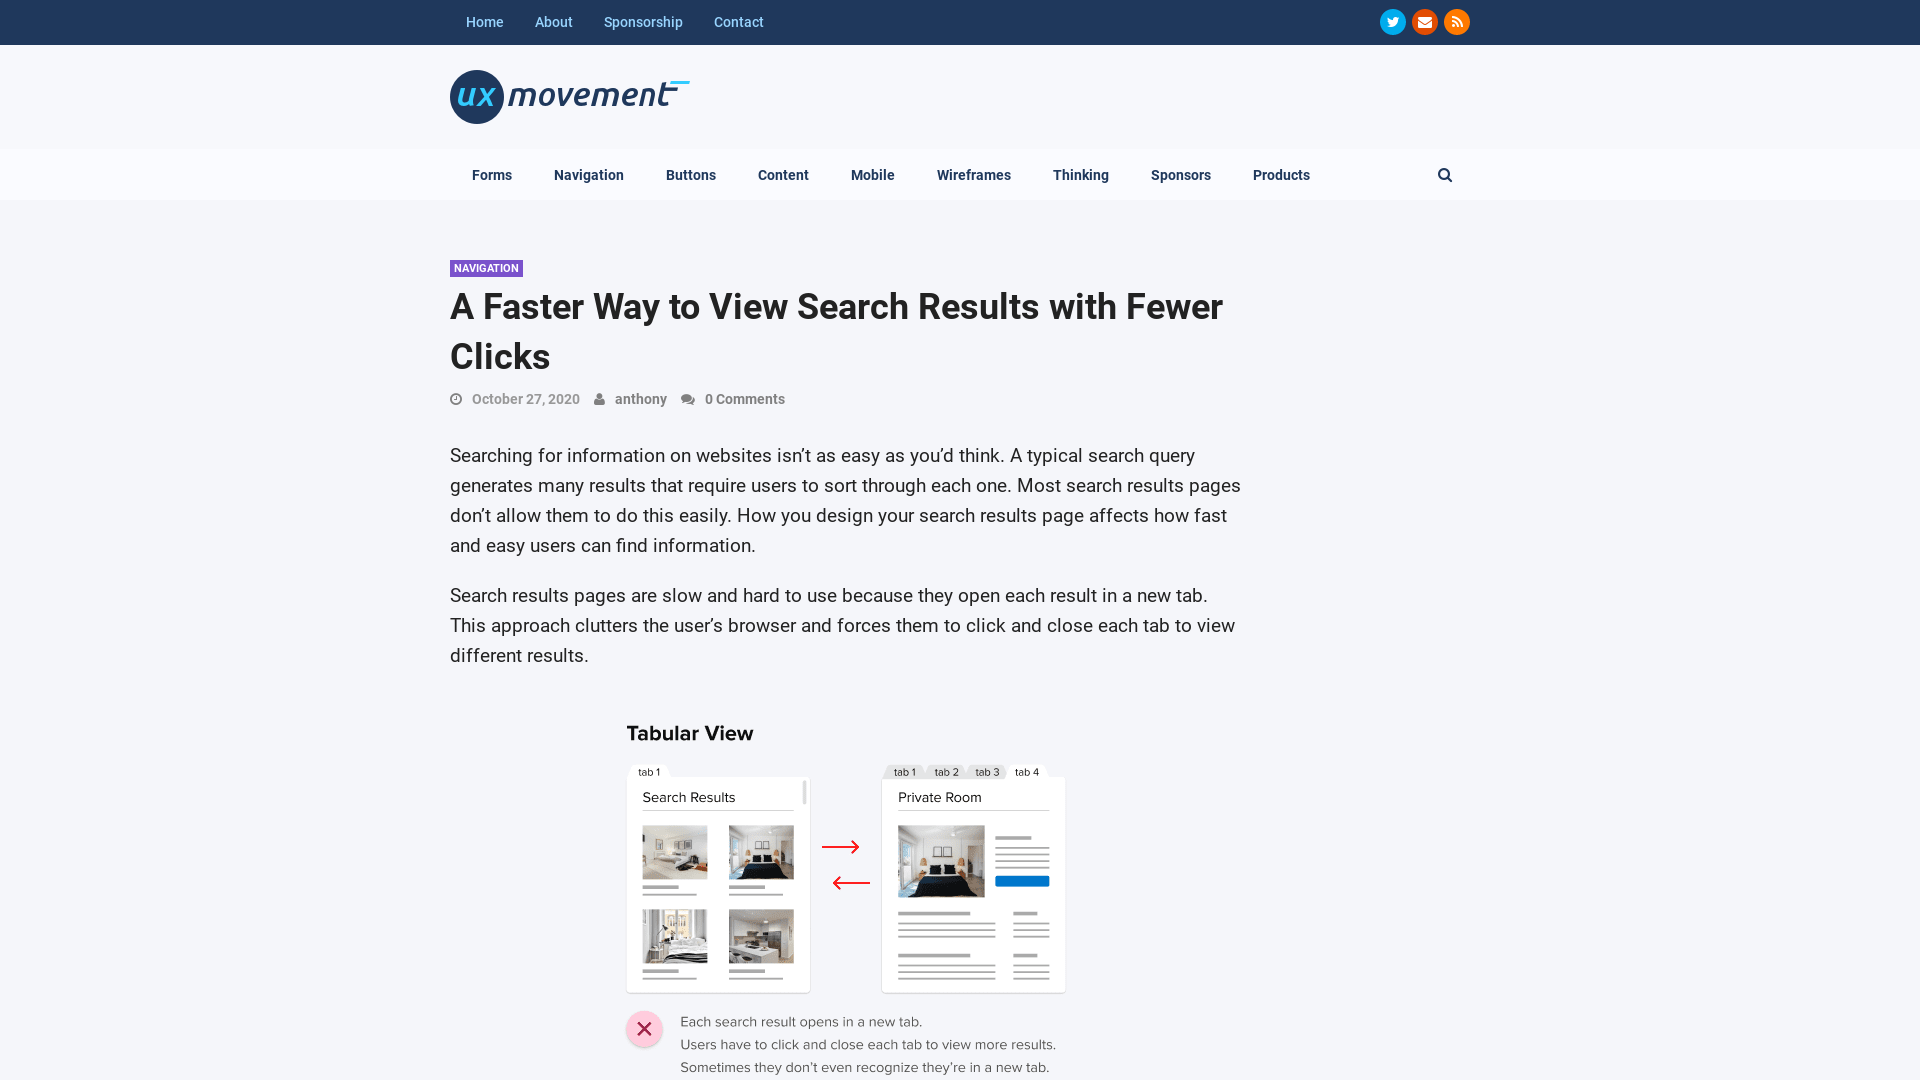 Home About Sponsorship Contact
ux movement
Forms Navigation Buttons Content Mobile Wireframes Thinking Sponsors Products
NAVIGATION
A Faster Way to View Search Results with Fewer
Clicks
October 27, 2020 anthony 0 Comments
Searching for information on websites isn’t as easy as you’d think. A typical search query
generates many results that require users to sort through each one. Most search results pages
don’t allow them to do this easily. How you design your search results page affects how fast
and easy users can find information.
Search results pages are slow and hard to use because they open each result in a new tab.
This approach clutters the user’s browser and forces them to click and close each tab to view
different results.
Tabular View
tab 1
Search Results
tab 1 tab 2 tab 3 tab 4
Private Room
Each search result opens in a new tab.
Users have to click and close each tab to view more results.
Sometimes they don’t even recognize they’re in a new tab.